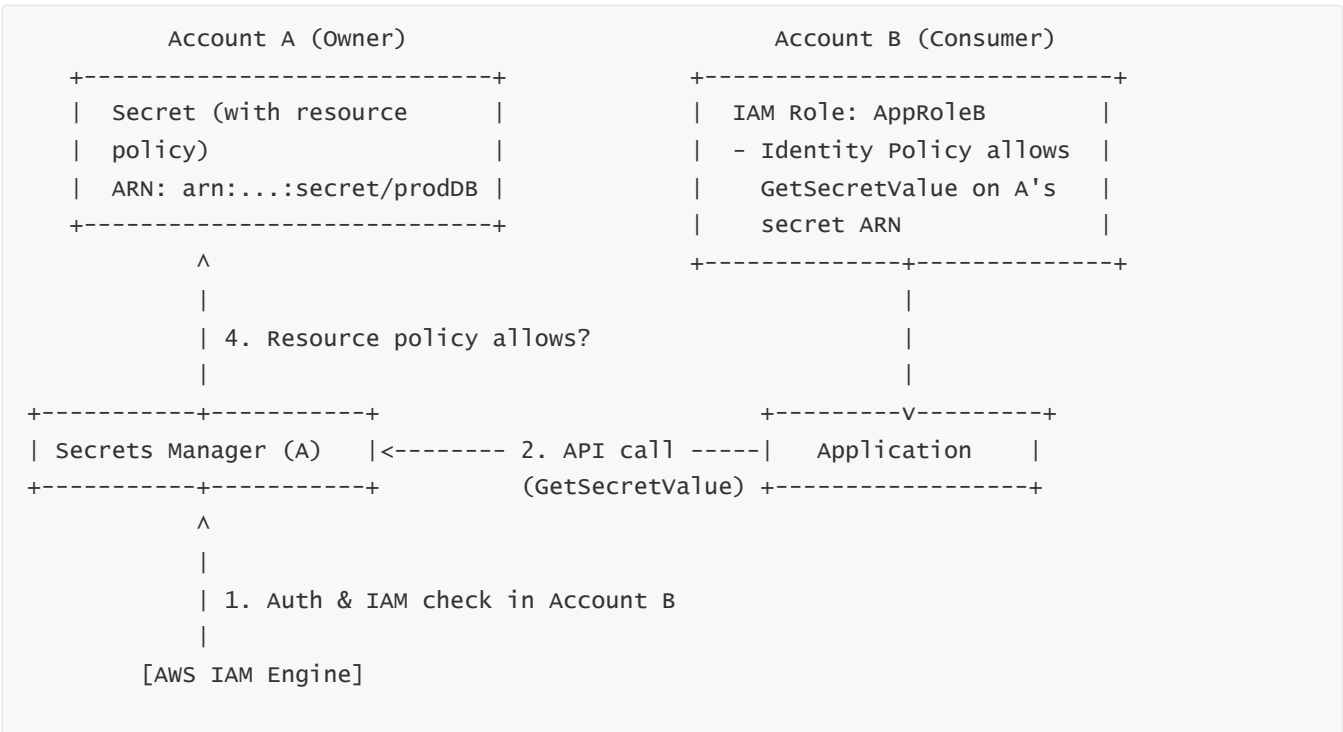 Account A (Owner) Account B (Consumer)
+-----------------------------+ +----------------------------+
| Secret (with resource | | IAM Role: AppRoleB |
| policy) | | - Identity Policy allows |
| ARN: arn:...:secret/prodDB | | GetSecretValue on A's |
+-----------------------------+ | secret ARN |
^ +--------------+--------------+
| |
| 4. Resource policy allows? |
| |
+-----------+-----------+ +---------v---------+
| Secrets Manager (A) |<-------- 2. API call -----| Application |
+-----------+-----------+ (GetSecretValue) +------------------+
^
|
| 1. Auth & IAM check in Account B
|
[AWS IAM Engine]